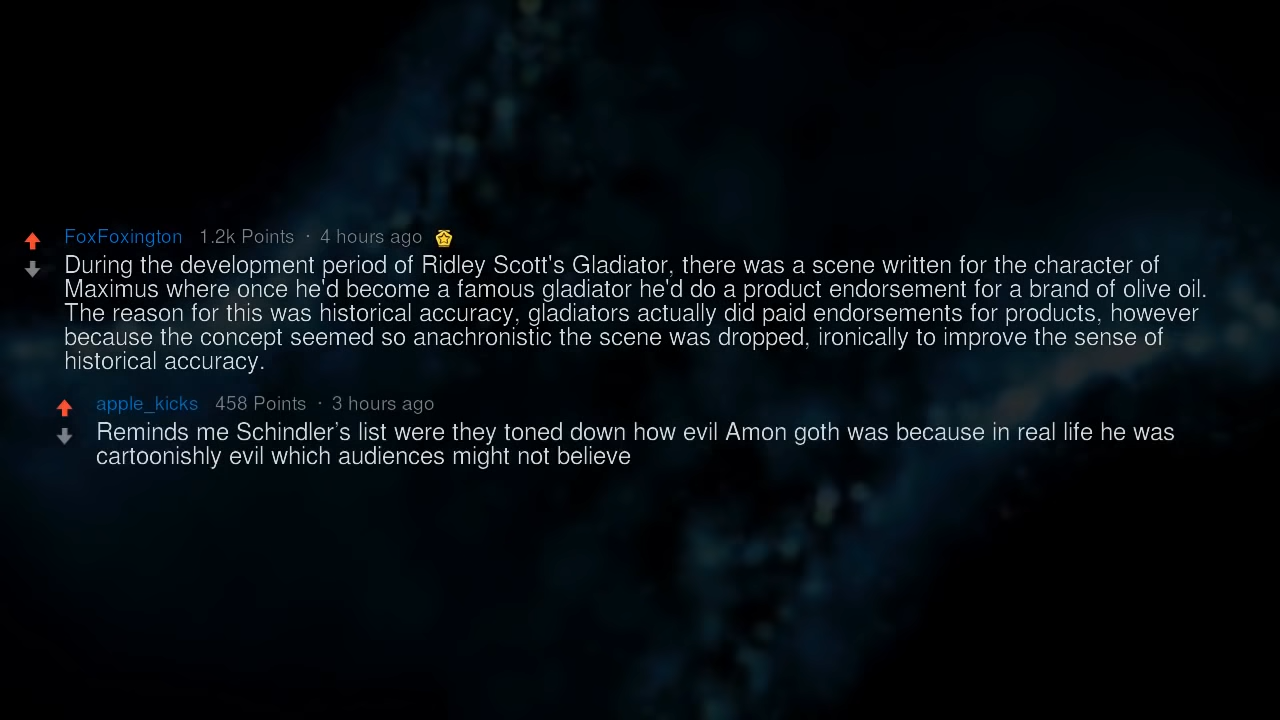 FoxFoxington 1.2k Points · 4 hours ago
During the development period of Ridley Scott's Gladiator, there was a scene written for the character of
Maximus where once he'd become a famous gladiator he'd do a product endorsement for a brand of olive oil.
The reason for this was historical accuracy, gladiators actually did paid endorsements for products, however
because the concept seemed so anachronistic the scene was dropped, ironically to improve the sense of
historical accuracy.
apple_kicks 458 Points · 3 hours ago
Reminds me Schindler’s list were they toned down how evil Amon goth was because in real life he was
cartoonishly evil which audiences might not believe